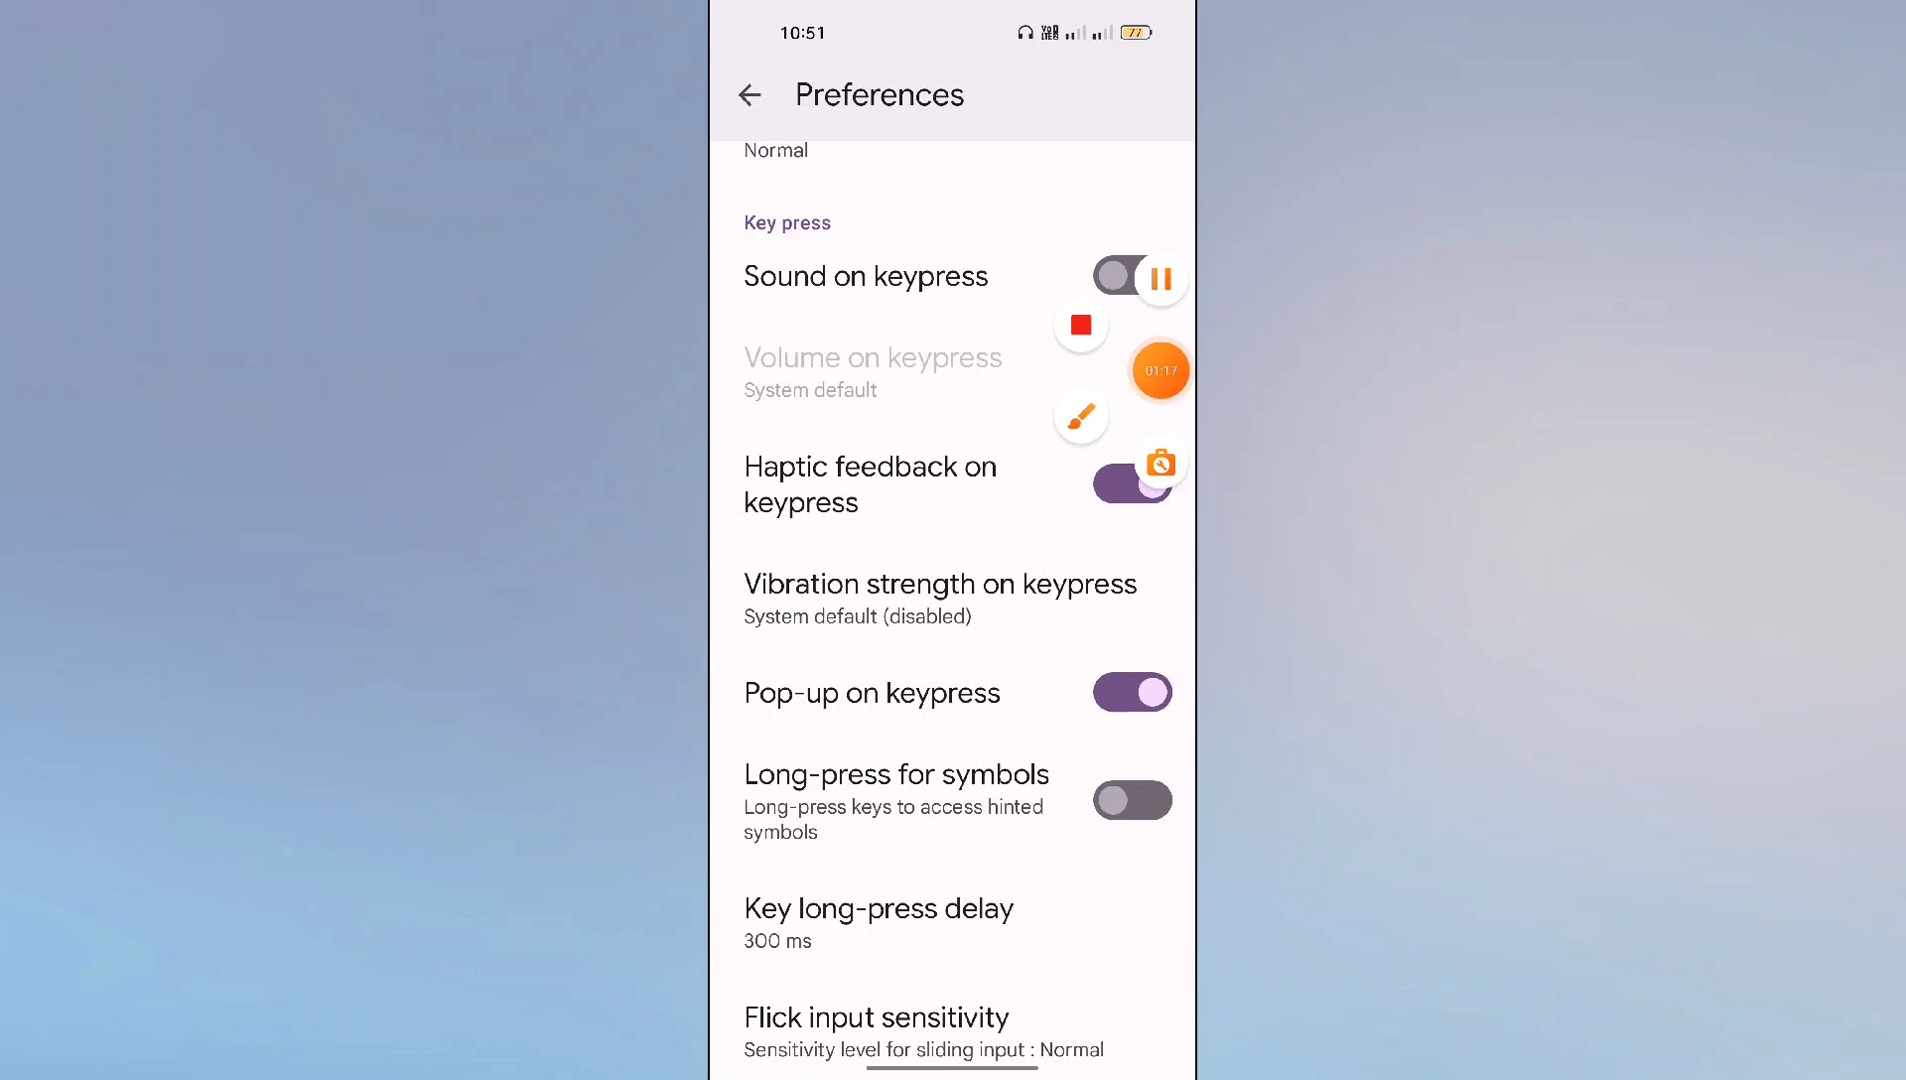 10:51
Vo LTE2
77
Preferences
Normal
Key press
Sound on keypress
Volume on keypress
System default
01:17
Haptic feedback on
keypress
Vibration strength on keypress
System default (disabled)
Pop-up on keypress
Long-press for symbols
Long-press keys to access hinted
symbols
Key long-press delay
300 ms
Flick input sensitivity
Sensitivity level for sliding input : Normal